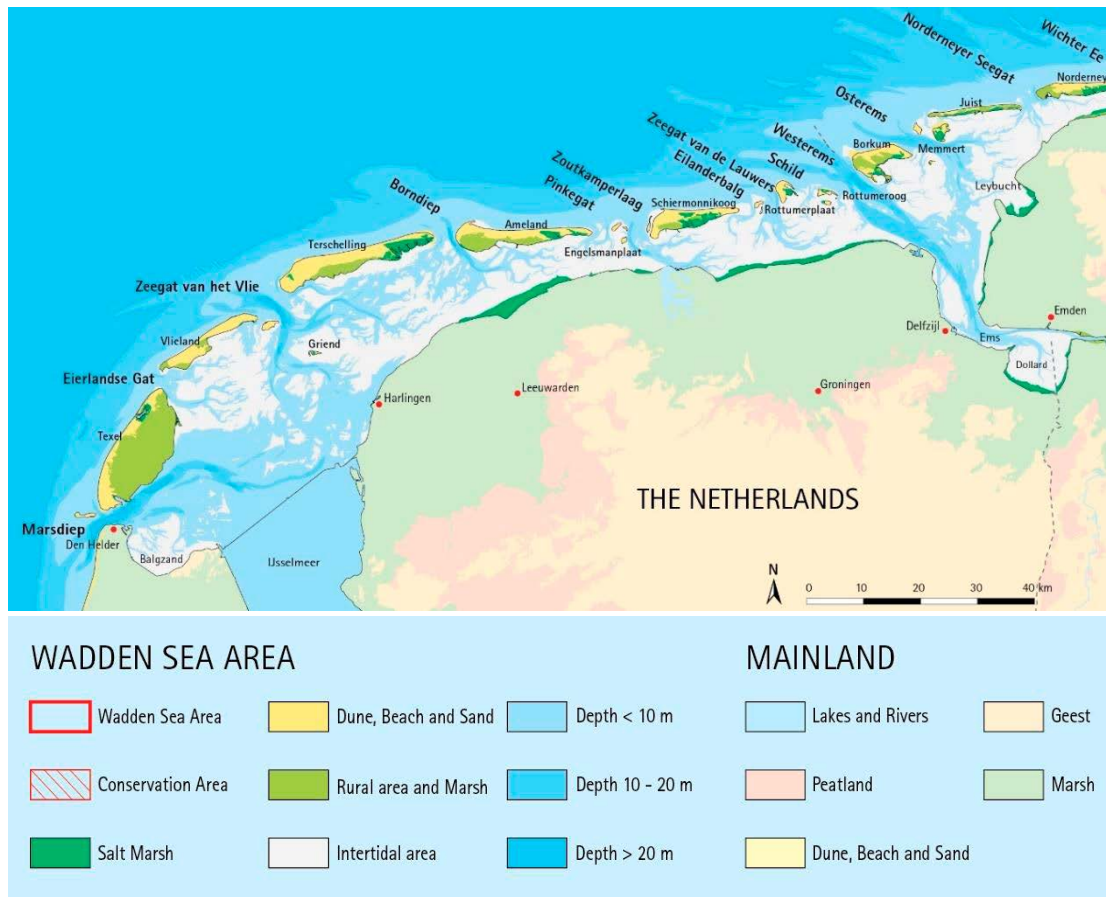 Wichter Ee
Norderneyer Seegat
Norderney
Juist
Osterems
Borkum
Memmert
Westerems
Schild
Zeegat van de Lauwers
Eilanderbalg
Rottumeroog
Rottumerplaat
Leybucht
Zoutkamperlaag
Pinkegat
Schiermonnikoog
Engelsmanplaat
Borndiep
Ameland
Terschelling
Zeegat van het Vlie
Vlieland
Griend
Eierlandse Gat
Texel
Harlingen
Leeuwarden
Groningen
Delfzijl
Emden
Ems
Dollard
THE NETHERLANDS
Marsdiep
Den Helder
Balgzand
IJsselmeer
N
0 10 20 30 40 km
WADDEN SEA AREA
Wadden Sea Area
Dune, Beach and Sand
Depth < 10 m
Conservation Area
Rural area and Marsh
Depth 10 - 20 m
Salt Marsh
Intertidal area
Depth > 20 m
MAINLAND
Lakes and Rivers
Geest
Peatland
Marsh
Dune, Beach and Sand